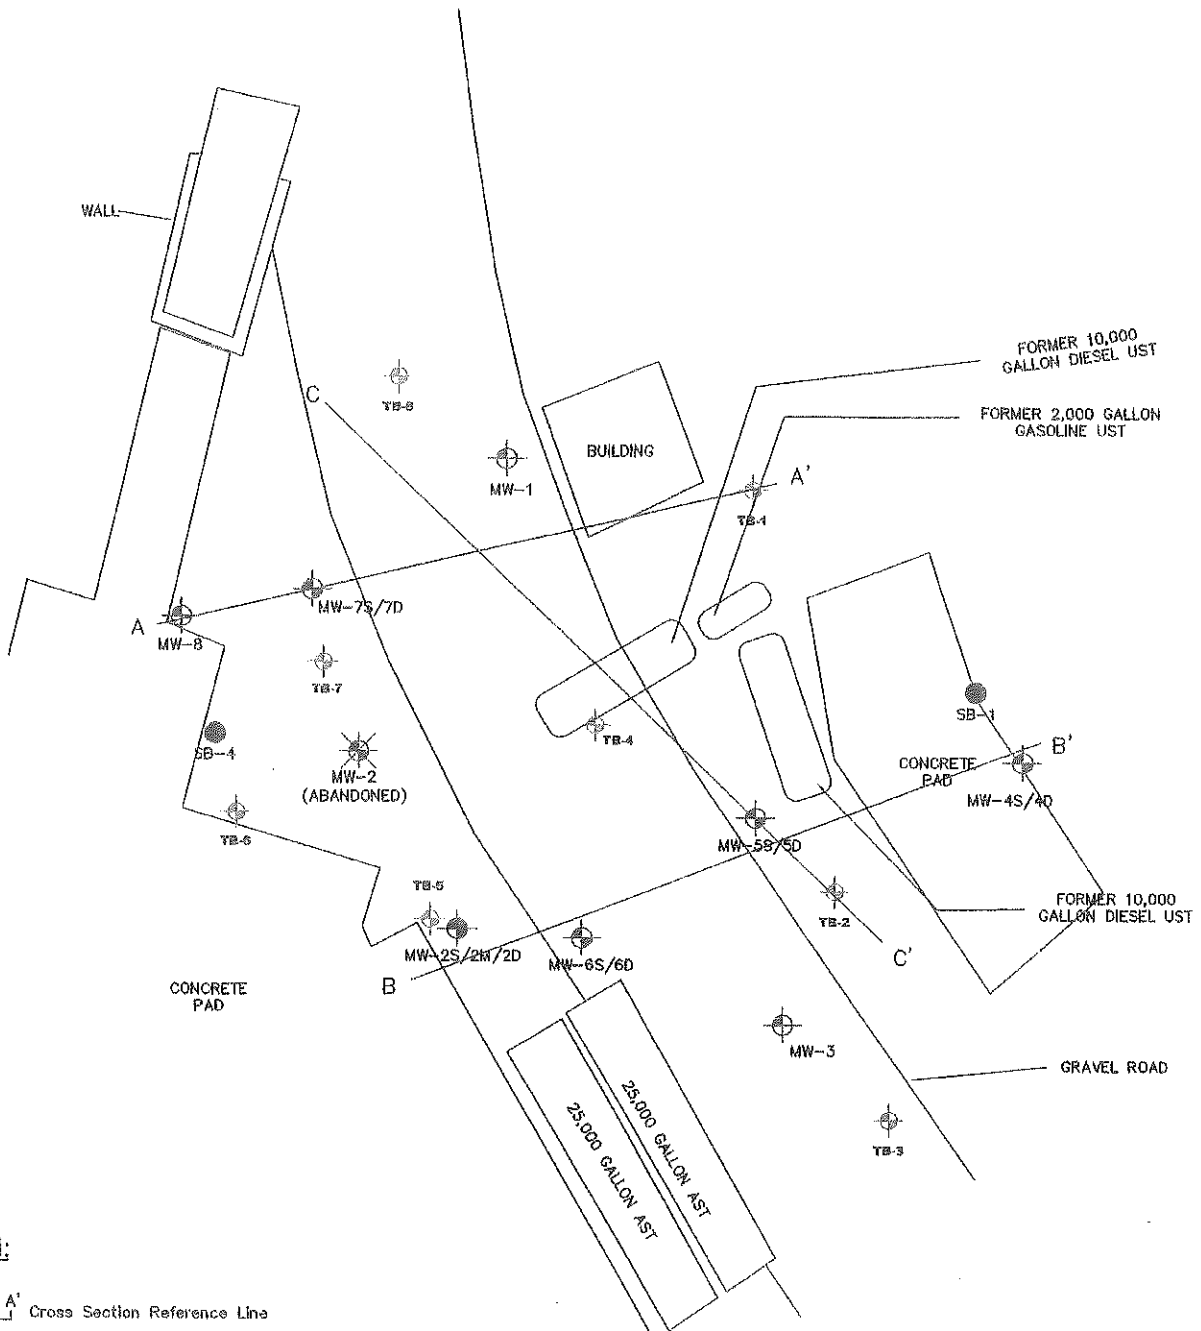 WALL
FORMER 10,000
GALLON DIESEL UST
FORMER 2,000 GALLON
GASOLINE UST
C
BUILDING
MW-1
A'
TB-1
MW-7S/7D
A
MW-8
TB-7
SB-1
TB-4
SB-4
MW-2
(ABANDONED)
B'
CONCRETE
PAD
MW-4S/4D
MW-5S/5D
TB-5
TB-2
FORMER 10,000
GALLON DIESEL UST
MW-2S/2M/2D
MW-6S/6D
C'
B
CONCRETE
PAD
MW-3
GRAVEL ROAD
25,000 GALLON AST
25,000 GALLON AST
TB-3
A' Cross Section Reference Line